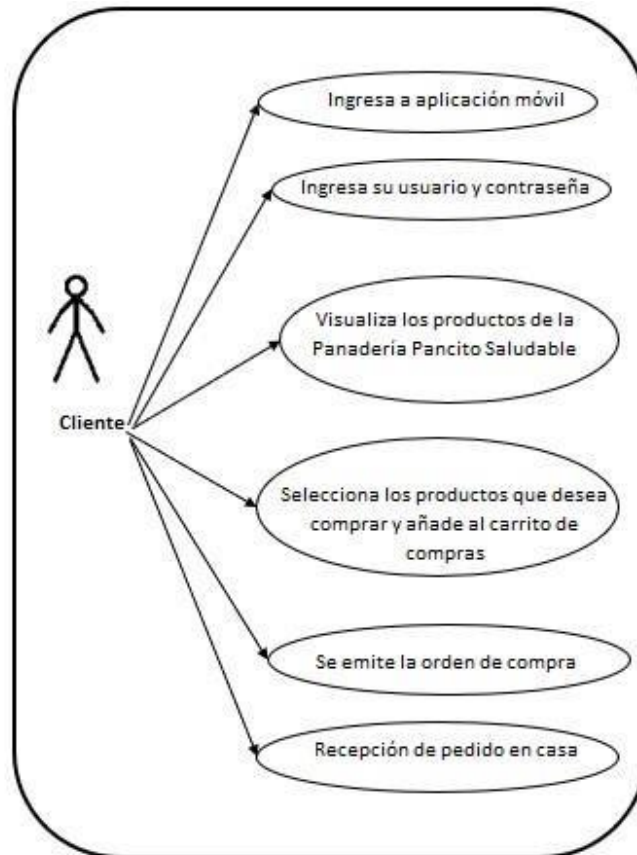 Ingresa a aplicación móvil
Ingresa su usuario y contraseña
Visualiza los productos de la
Panadería Pancito Saludable
Cliente
Selecciona los productos que desea
comprar y añade al carrito de
compras
Se emite la orden de compra
Recepción de pedido en casa